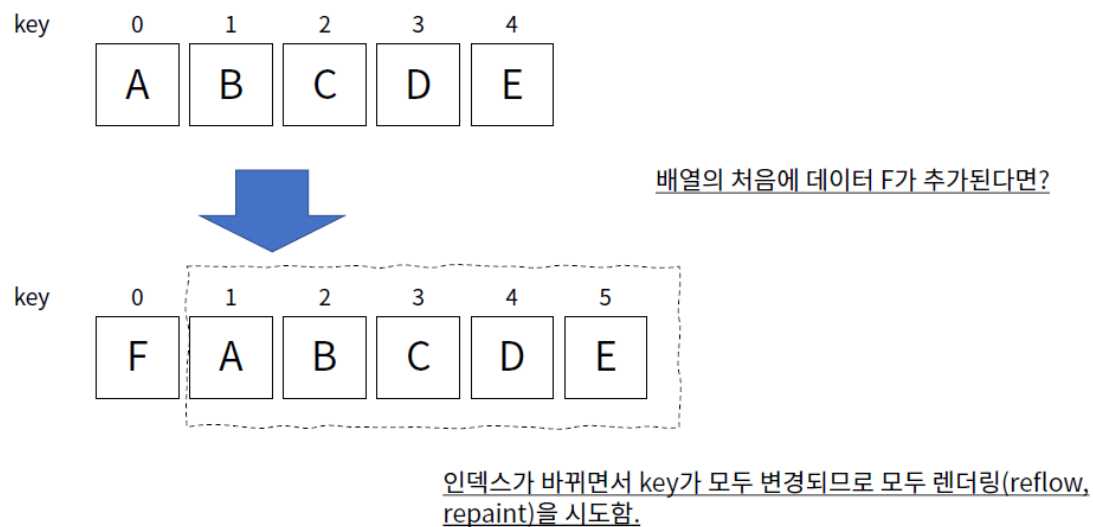 key 0 1 2 3 4
A B C D E
배열의 처음에 데이터 F가 추가된다면?
key 0 1 2 3 4 5
F A B C D E
인덱스가 바뀌면서 key가 모두 변경되므로 모두 렌더링(reflow,
repaint)을 시도함.